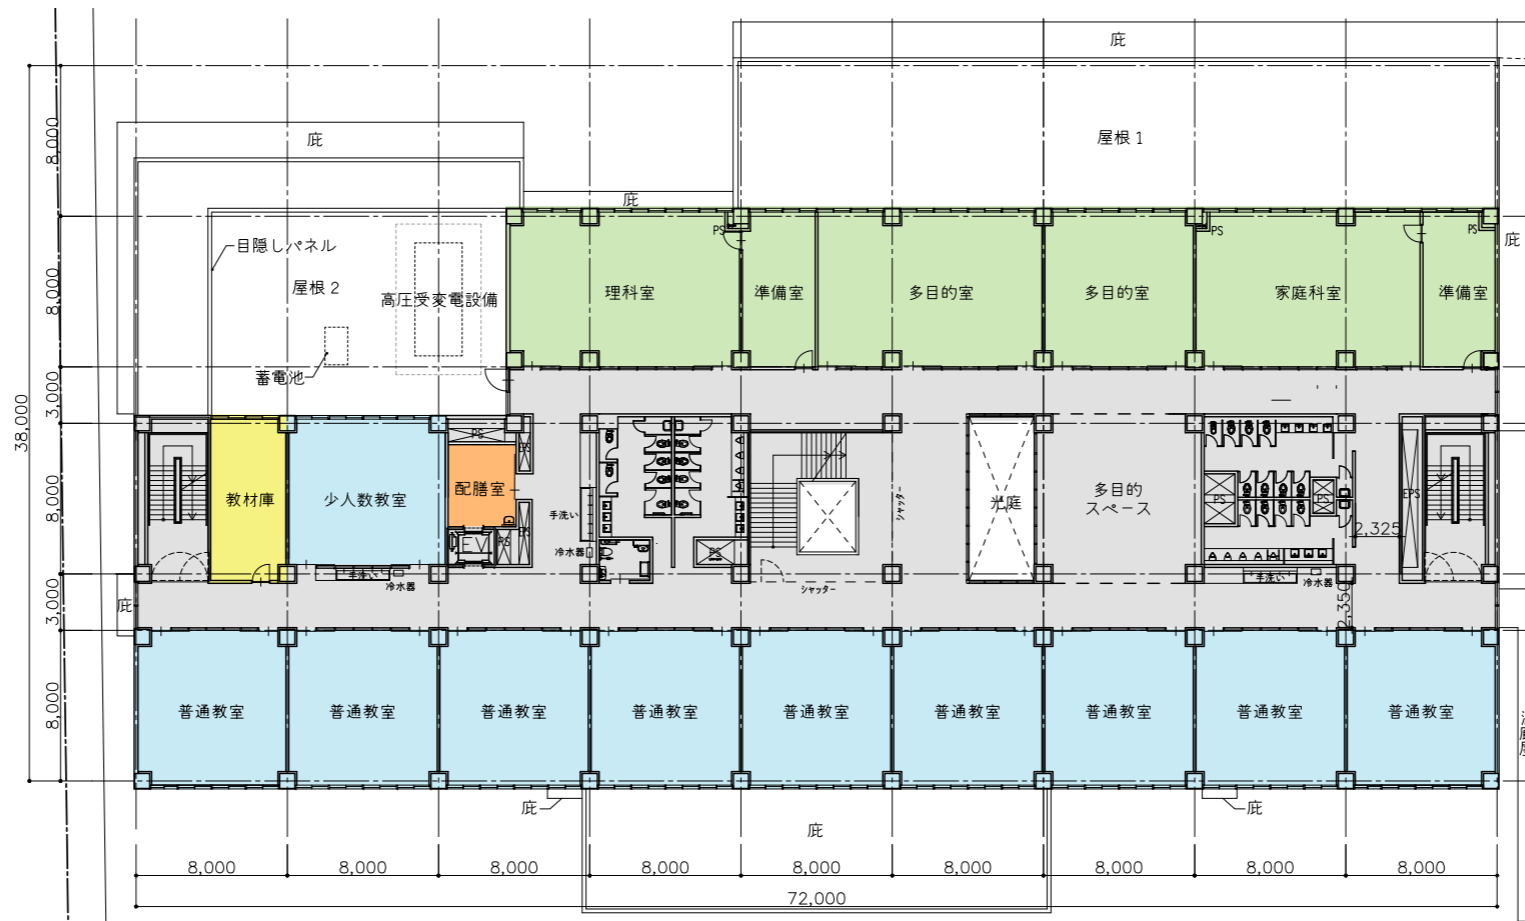 庇
屋根 1
8,000
庇
庇
庇
目隠しパネル
屋根 2
高圧受変電設備
蓄電池
8,000
PS
PS
PS
理科室
準備室
多目的室
多目的室
家庭科室
準備室
3,000
38,000
PS
EPS
教材庫
少人数教室
配膳室
EV
PS
EPS
手洗い
冷水器
PS
シャッター
光庭
多目的
スペース
PS
PS
EPS
2,325
8,000
手洗い
冷水器
シャッター
手洗い
冷水器
2,350
庇
3,000
普通教室
普通教室
普通教室
普通教室
普通教室
普通教室
普通教室
普通教室
普通教室
8,000
庇
庇
庇
8,000
8,000
8,000
8,000
8,000
8,000
8,000
8,000
8,000
72,000